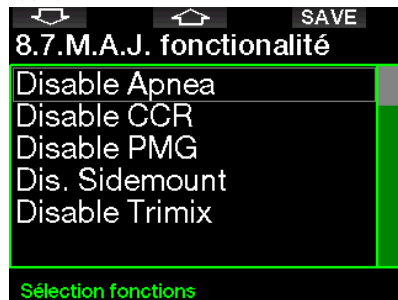 SAVE
8.7.M.A.J. fonctionalité
Disable Apnea
Disable CCR
Disable PMG
Dis. Sidemount
Disable Trimix
Sélection fonctions